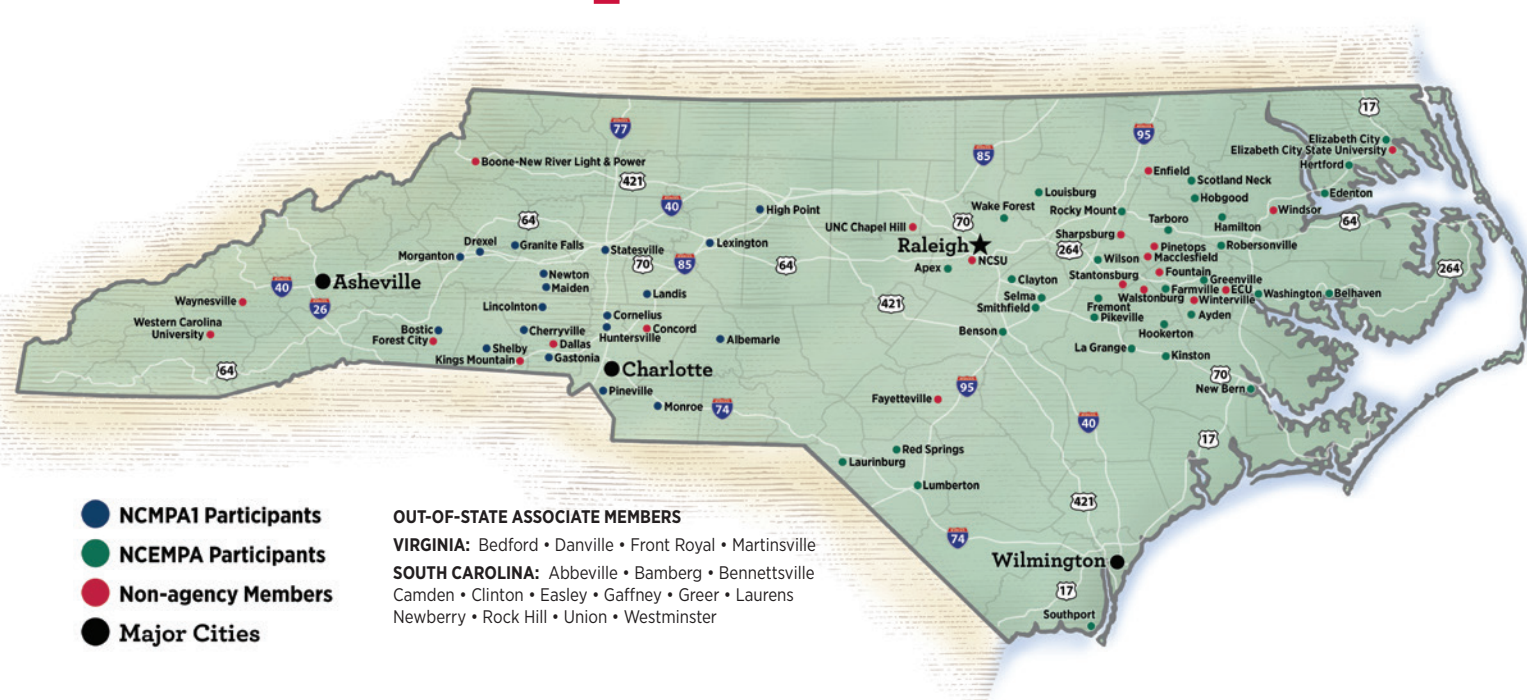 17
77
95
85
Elizabeth City
Elizabeth City State University
Hertford
Boone-New River Light & Power
421
Enfield
Scotland Neck
Louisburg
Hobgood
Edenton
40
High Point
Wake Forest
Rocky Mount
Windsor
64
64
Tarboro
Hamilton
UNC Chapel Hill
70
Sharpsburg
Drexel
Granite Falls
Statesville
Lexington
Raleigh
264
Pinetops
Robersonville
Morganton
70
85
64
Apex
NCSU
Wilson
Macclesfield
264
Newton
Stantonsburg
Fountain
Greenville
Asheville
40
Maiden
Landis
Clayton
Farmville
ECU
Washington
Belhaven
Waynesville
26
Lincolnton
421
Selma
Smithfield
Fremont
Walstonburg
Winterville
Western Carolina
University
Cornelius
Pikeville
Ayden
Bostic
Forest City
Cherryville
Huntersville
Concord
Albemarle
Benson
Hookerton
Shelby
Dallas
La Grange
Kinston
Kings Mountain
Gastonia
64
Charlotte
70
New Bern
Pineville
95
Fayetteville
Monroe
74
40
17
Red Springs
Laurinburg
Lumberton
421
74
Wilmington
17
Southport
NCMPA1 Participants
NCEMPA Participants
Non-agency Members
Major Cities
OUT-OF-STATE ASSOCIATE MEMBERS
VIRGINIA: Bedford • Danville • Front Royal • Martinsville
SOUTH CAROLINA: Abbeville • Bamberg • Bennettsville
Camden • Clinton • Easley • Gaffney • Greer • Laurens
Newberry • Rock Hill • Union • Westminster